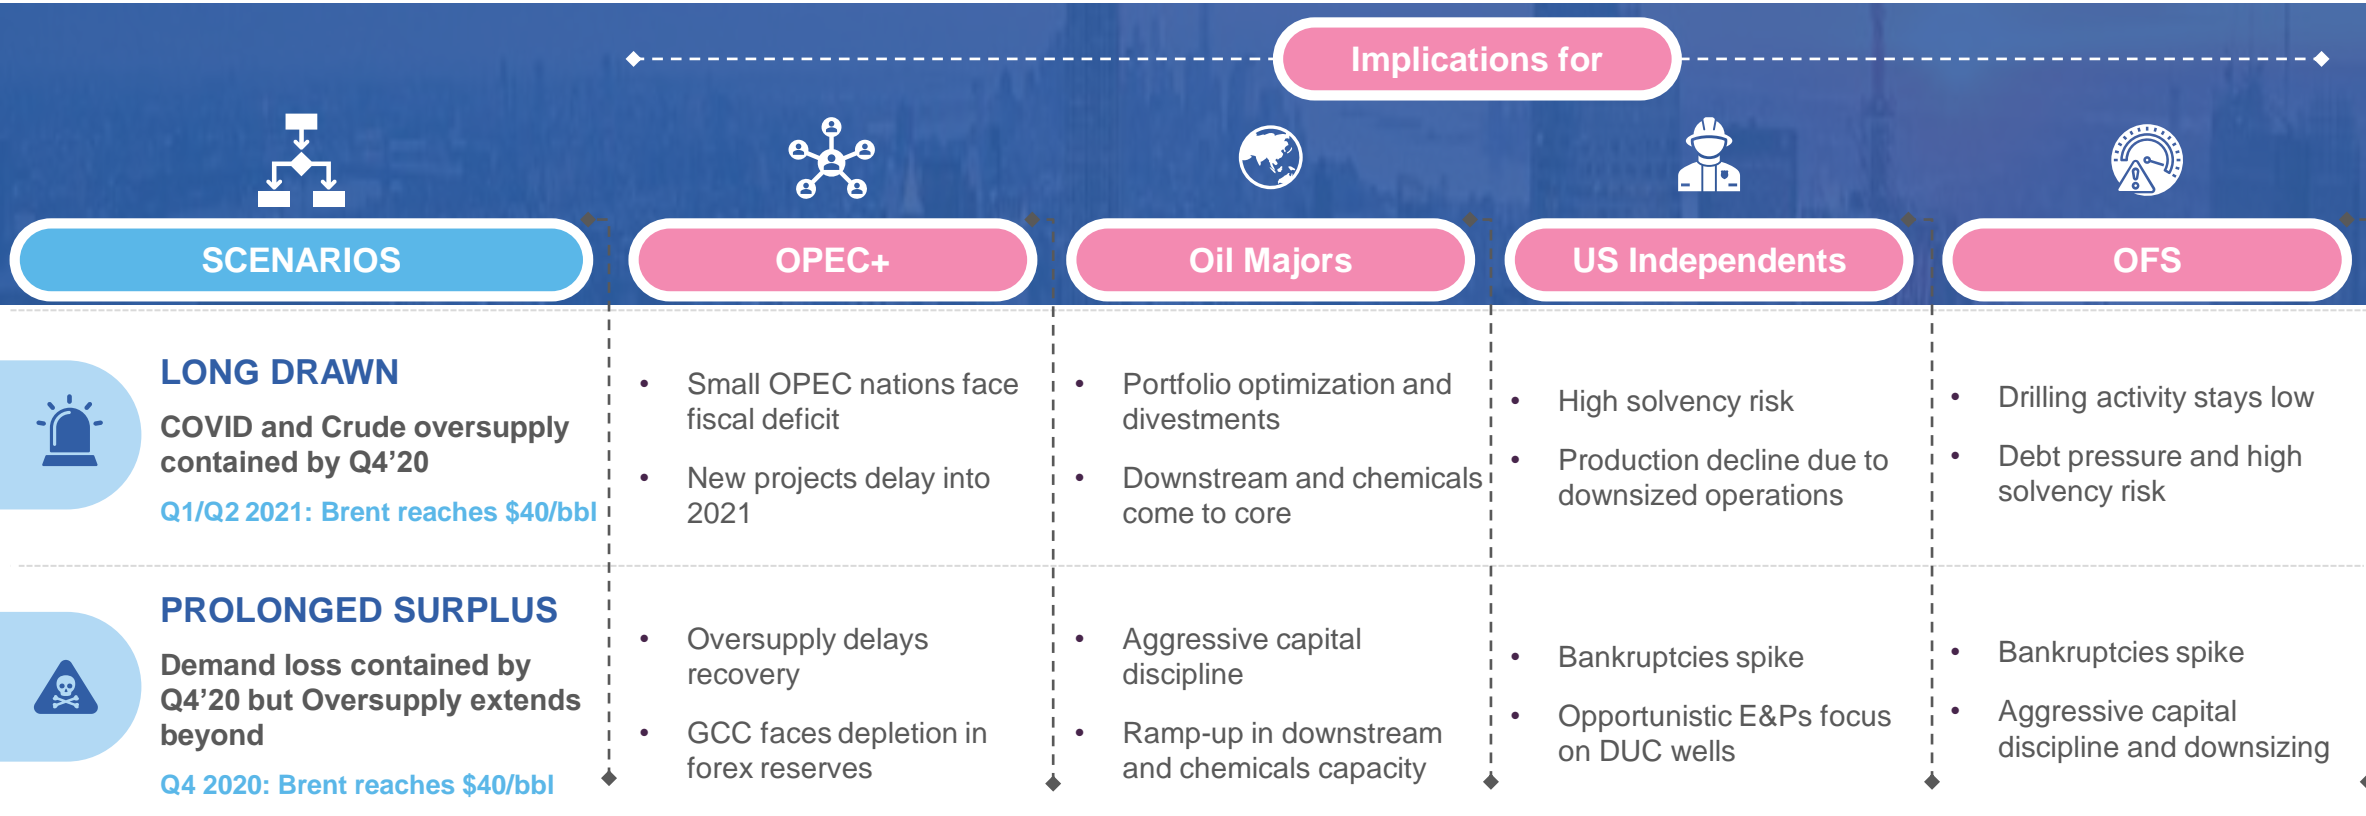 Implications for
SCENARIOS
OPEC+
Oil Majors
US Independents
OFS
LONG DRAWN
COVID and Crude oversupply
contained by Q4’20
Q1/Q2 2021: Brent reaches $40/bbl
• Small OPEC nations face
fiscal deficit
• New projects delay into
2021
• Portfolio optimization and
divestments
• Downstream and chemicals
come to core
• High solvency risk
• Production decline due to
downsized operations
• Drilling activity stays low
• Debt pressure and high
solvency risk
PROLONGED SURPLUS
Demand loss contained by
Q4’20 but Oversupply extends
beyond
Q4 2020: Brent reaches $40/bbl
• Oversupply delays
recovery
• GCC faces depletion in
forex reserves
• Aggressive capital
discipline
• Ramp-up in downstream
and chemicals capacity
• Bankruptcies spike
• Opportunistic E&Ps focus
on DUC wells
• Bankruptcies spike
• Aggressive capital
discipline and downsizing